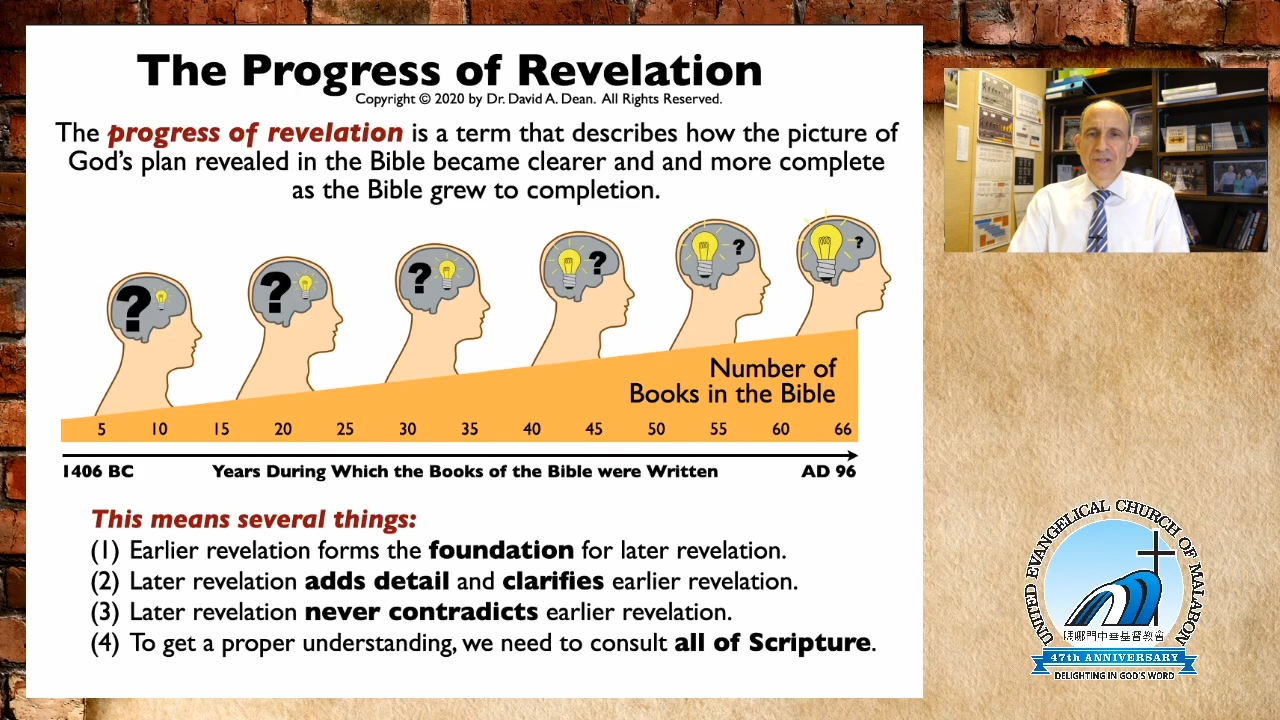 The Progress of Revelation
Copyright © 2020 by Dr. David A. Dean. All Rights Reserved.
The progress of revelation is a term that describes how the picture of
God's plan revealed in the Bible became clearer and and more complete
as the Bible grew to completion.
? ? ? ? ? ?
Number of
Books in the Bible
5 10 15 20 25 30 35 40 45 50 55 60 66
1406 BC Years During Which the Books of the Bible were Written AD 96
This means several things:
(1) Earlier revelation forms the foundation for later revelation.
(2) Later revelation adds detail and clarifies earlier revelation.
(3) Later revelation never contradicts earlier revelation.
(4) To get a proper understanding, we need to consult all of Scripture.
UNITED EVANGELICAL CHURCH OF MALABON
中華基督教會
47th ANNIVERSARY
DELIGHTING IN GOD'S WORD